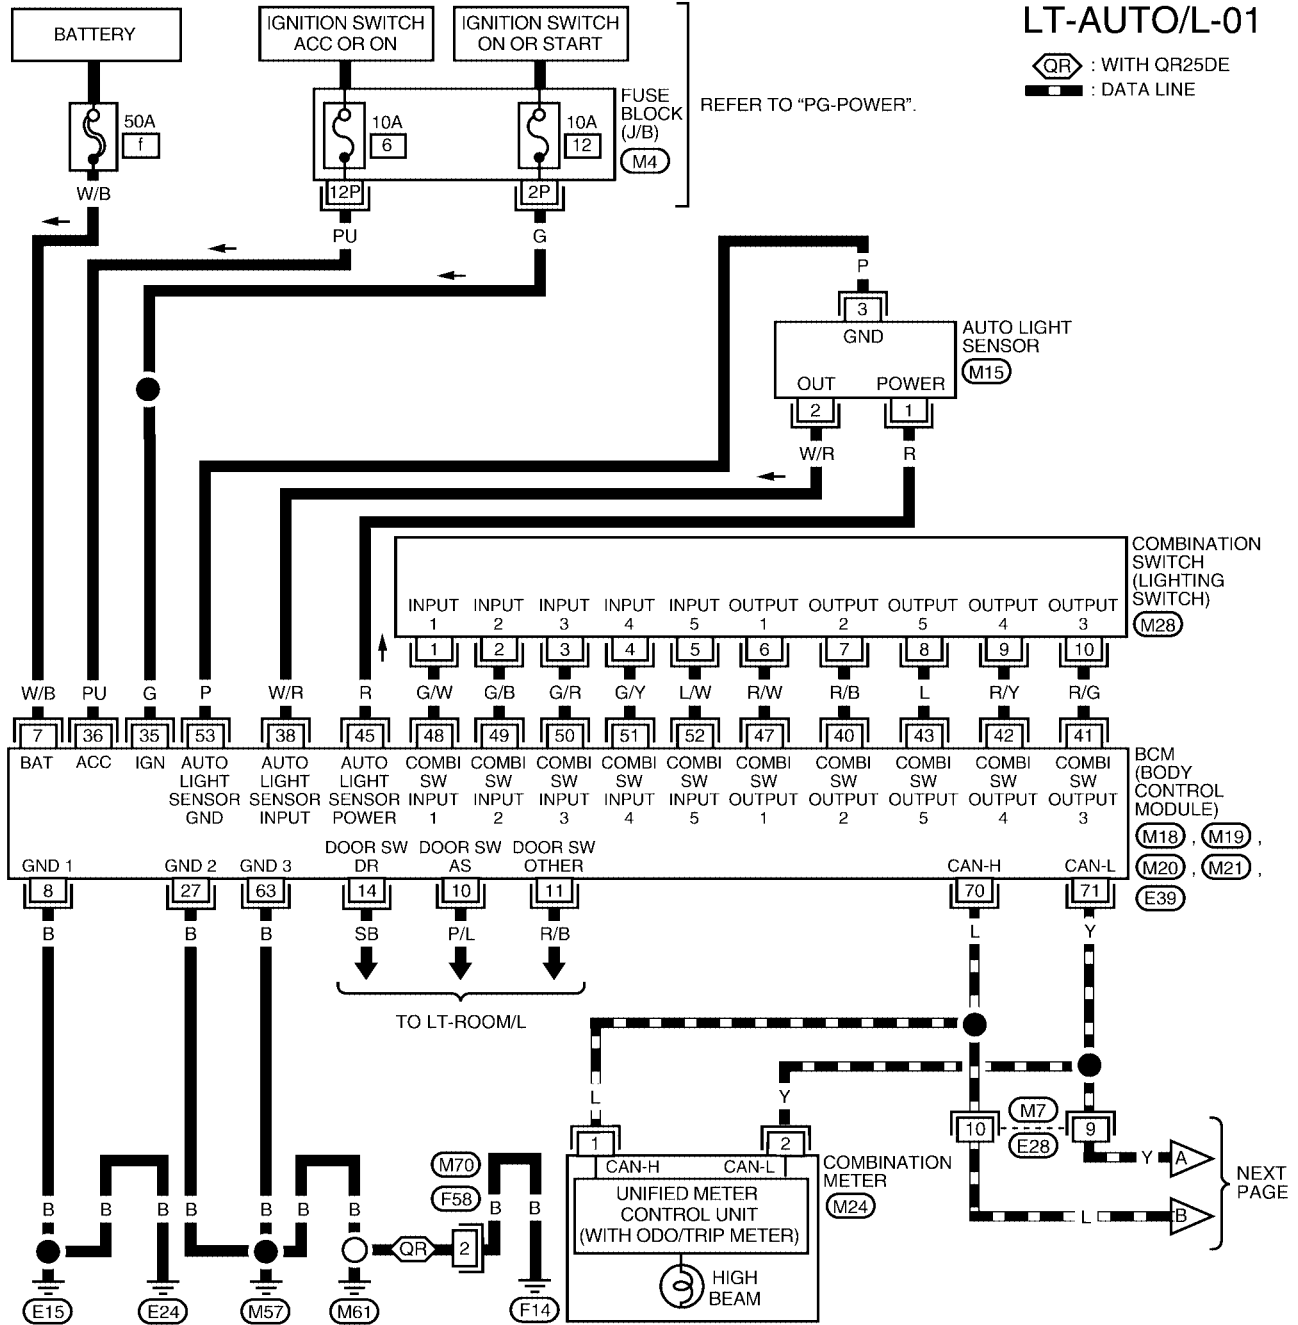 LT-AUTO/L-01
QR : WITH QR25DE
: DATA LINE
BATTERY
IGNITION SWITCH
ACC OR ON
IGNITION SWITCH
ON OR START
50A
f
10A
6
10A
12
FUSE
BLOCK
(J/B)
M4
REFER TO “PG-POWER”.
W/B
12P
2P
PU
G
P
3
GND
AUTO LIGHT
SENSOR
M15
OUT
POWER
2
1
W/R
R
COMBINATION
SWITCH
(LIGHTING
SWITCH)
M28
INPUT INPUT INPUT INPUT INPUT OUTPUT OUTPUT OUTPUT OUTPUT OUTPUT
1 2 3 4 5 1 2 5 4 3
1 2 3 4 5 6 7 8 9 10
W/B PU G P W/R R G/W G/B G/R G/Y L/W R/W R/B L R/Y R/G
7 36 35 53 38 45 48 49 50 51 52 47 40 43 42 41
BAT
ACC
IGN
AUTO
LIGHT
SENSOR
GND
AUTO
LIGHT
SENSOR
INPUT
AUTO
LIGHT
SENSOR
POWER
COMBI
SW
INPUT
1
COMBI
SW
INPUT
2
COMBI
SW
INPUT
3
COMBI
SW
INPUT
4
COMBI
SW
INPUT
5
COMBI
SW
OUTPUT
1
COMBI
SW
OUTPUT
2
COMBI
SW
OUTPUT
5
COMBI
SW
OUTPUT
4
COMBI
SW
OUTPUT
3
BCM
(BODY
CONTROL
MODULE)
M18 , M19 ,
M20 , M21 ,
E39
GND 1
GND 2
GND 3
DOOR SW
DR
DOOR SW
AS
DOOR SW
OTHER
CAN-H
CAN-L
8 27 63 14 10 11 70 71
B B B SB P/L R/B L Y
TO LT-ROOM/L
L
Y
10
M7
E28
9
1
2
CAN-H
CAN-L
UNIFIED METER
CONTROL UNIT
(WITH ODO/TRIP METER)
HIGH
BEAM
COMBINATION
METER
M24
Y
A
L
B
NEXT
PAGE
M70
F58
B B B B B B B B
QR
2
E15
E24
M57
M61
F14